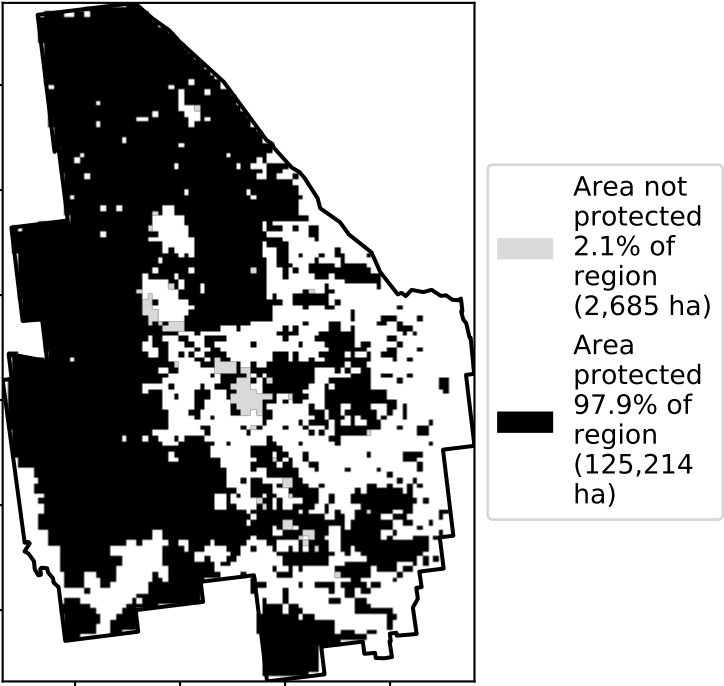 Area not
protected
2.1% of
region
(2,685 ha)
Area
protected
97.9% of
region
(125,214
ha)